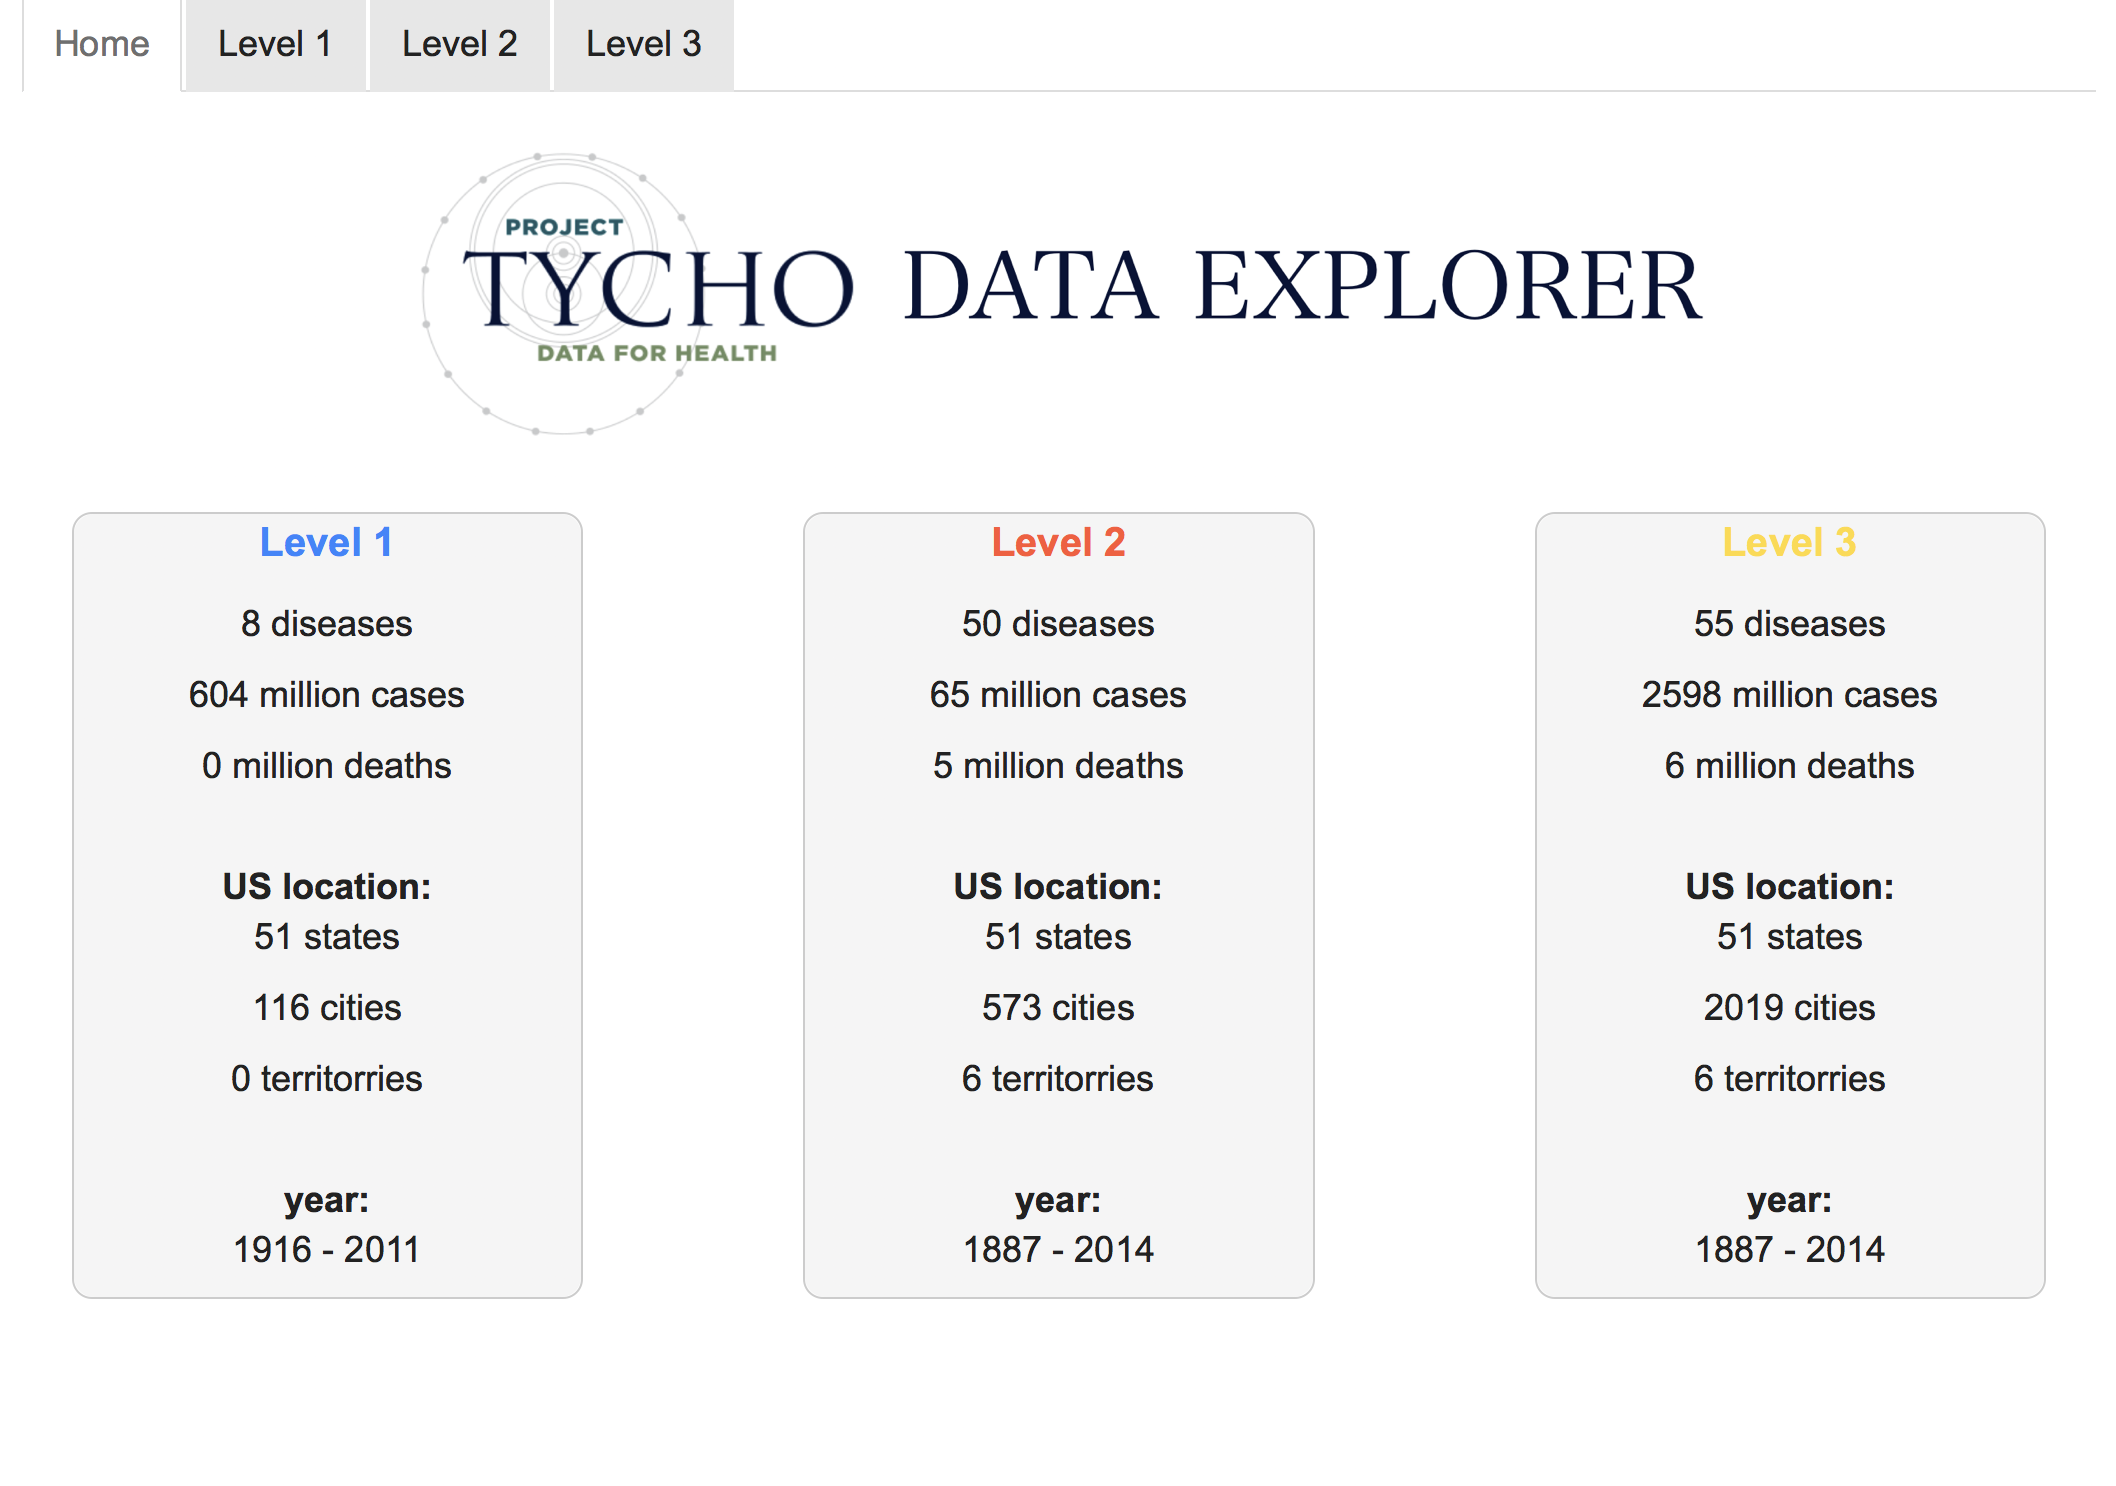 Home Level 1 Level 2 Level 3
PROJECT
TYCHO DATA EXPLORER
DATA FOR HEALTH
Level 1
8 diseases
604 million cases
0 million deaths
US location:
51 states
116 cities
0 territorries
year:
1916 - 2011
Level 2
50 diseases
65 million cases
5 million deaths
US location:
51 states
573 cities
6 territorries
year:
1887 - 2014
Level 3
55 diseases
2598 million cases
6 million deaths
US location:
51 states
2019 cities
6 territorries
year:
1887 - 2014